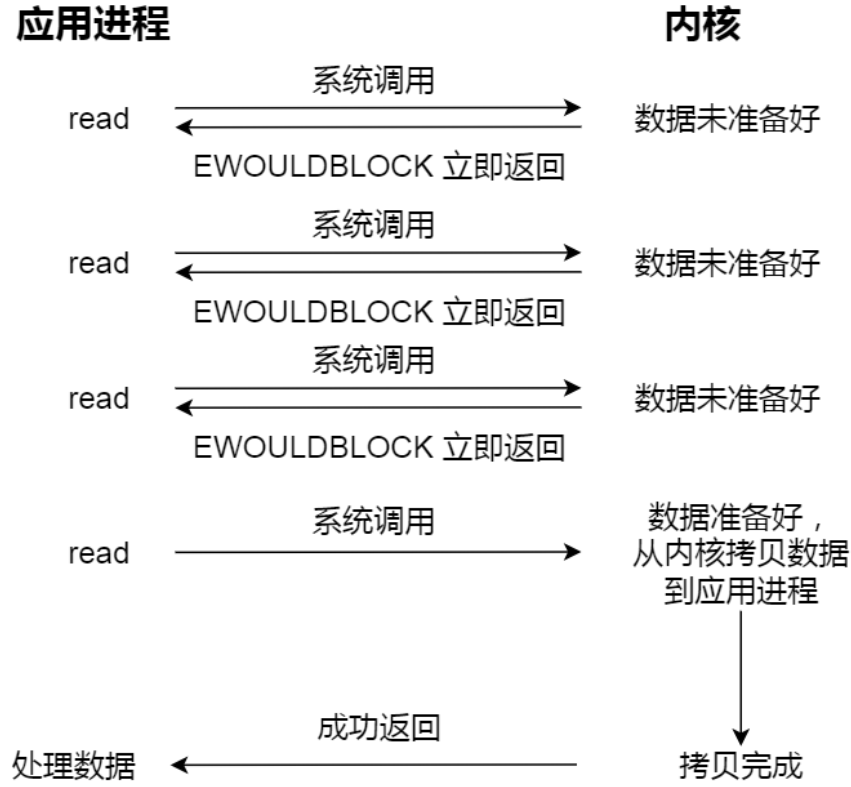 应用进程
内核
系统调用
read
数据未准备好
EWOULDBLOCK 立即返回
系统调用
read
数据未准备好
EWOULDBLOCK 立即返回
系统调用
read
数据未准备好
EWOULDBLOCK 立即返回
系统调用
read
数据准备好，
从内核拷贝数据
到应用进程
成功返回
处理数据
拷贝完成